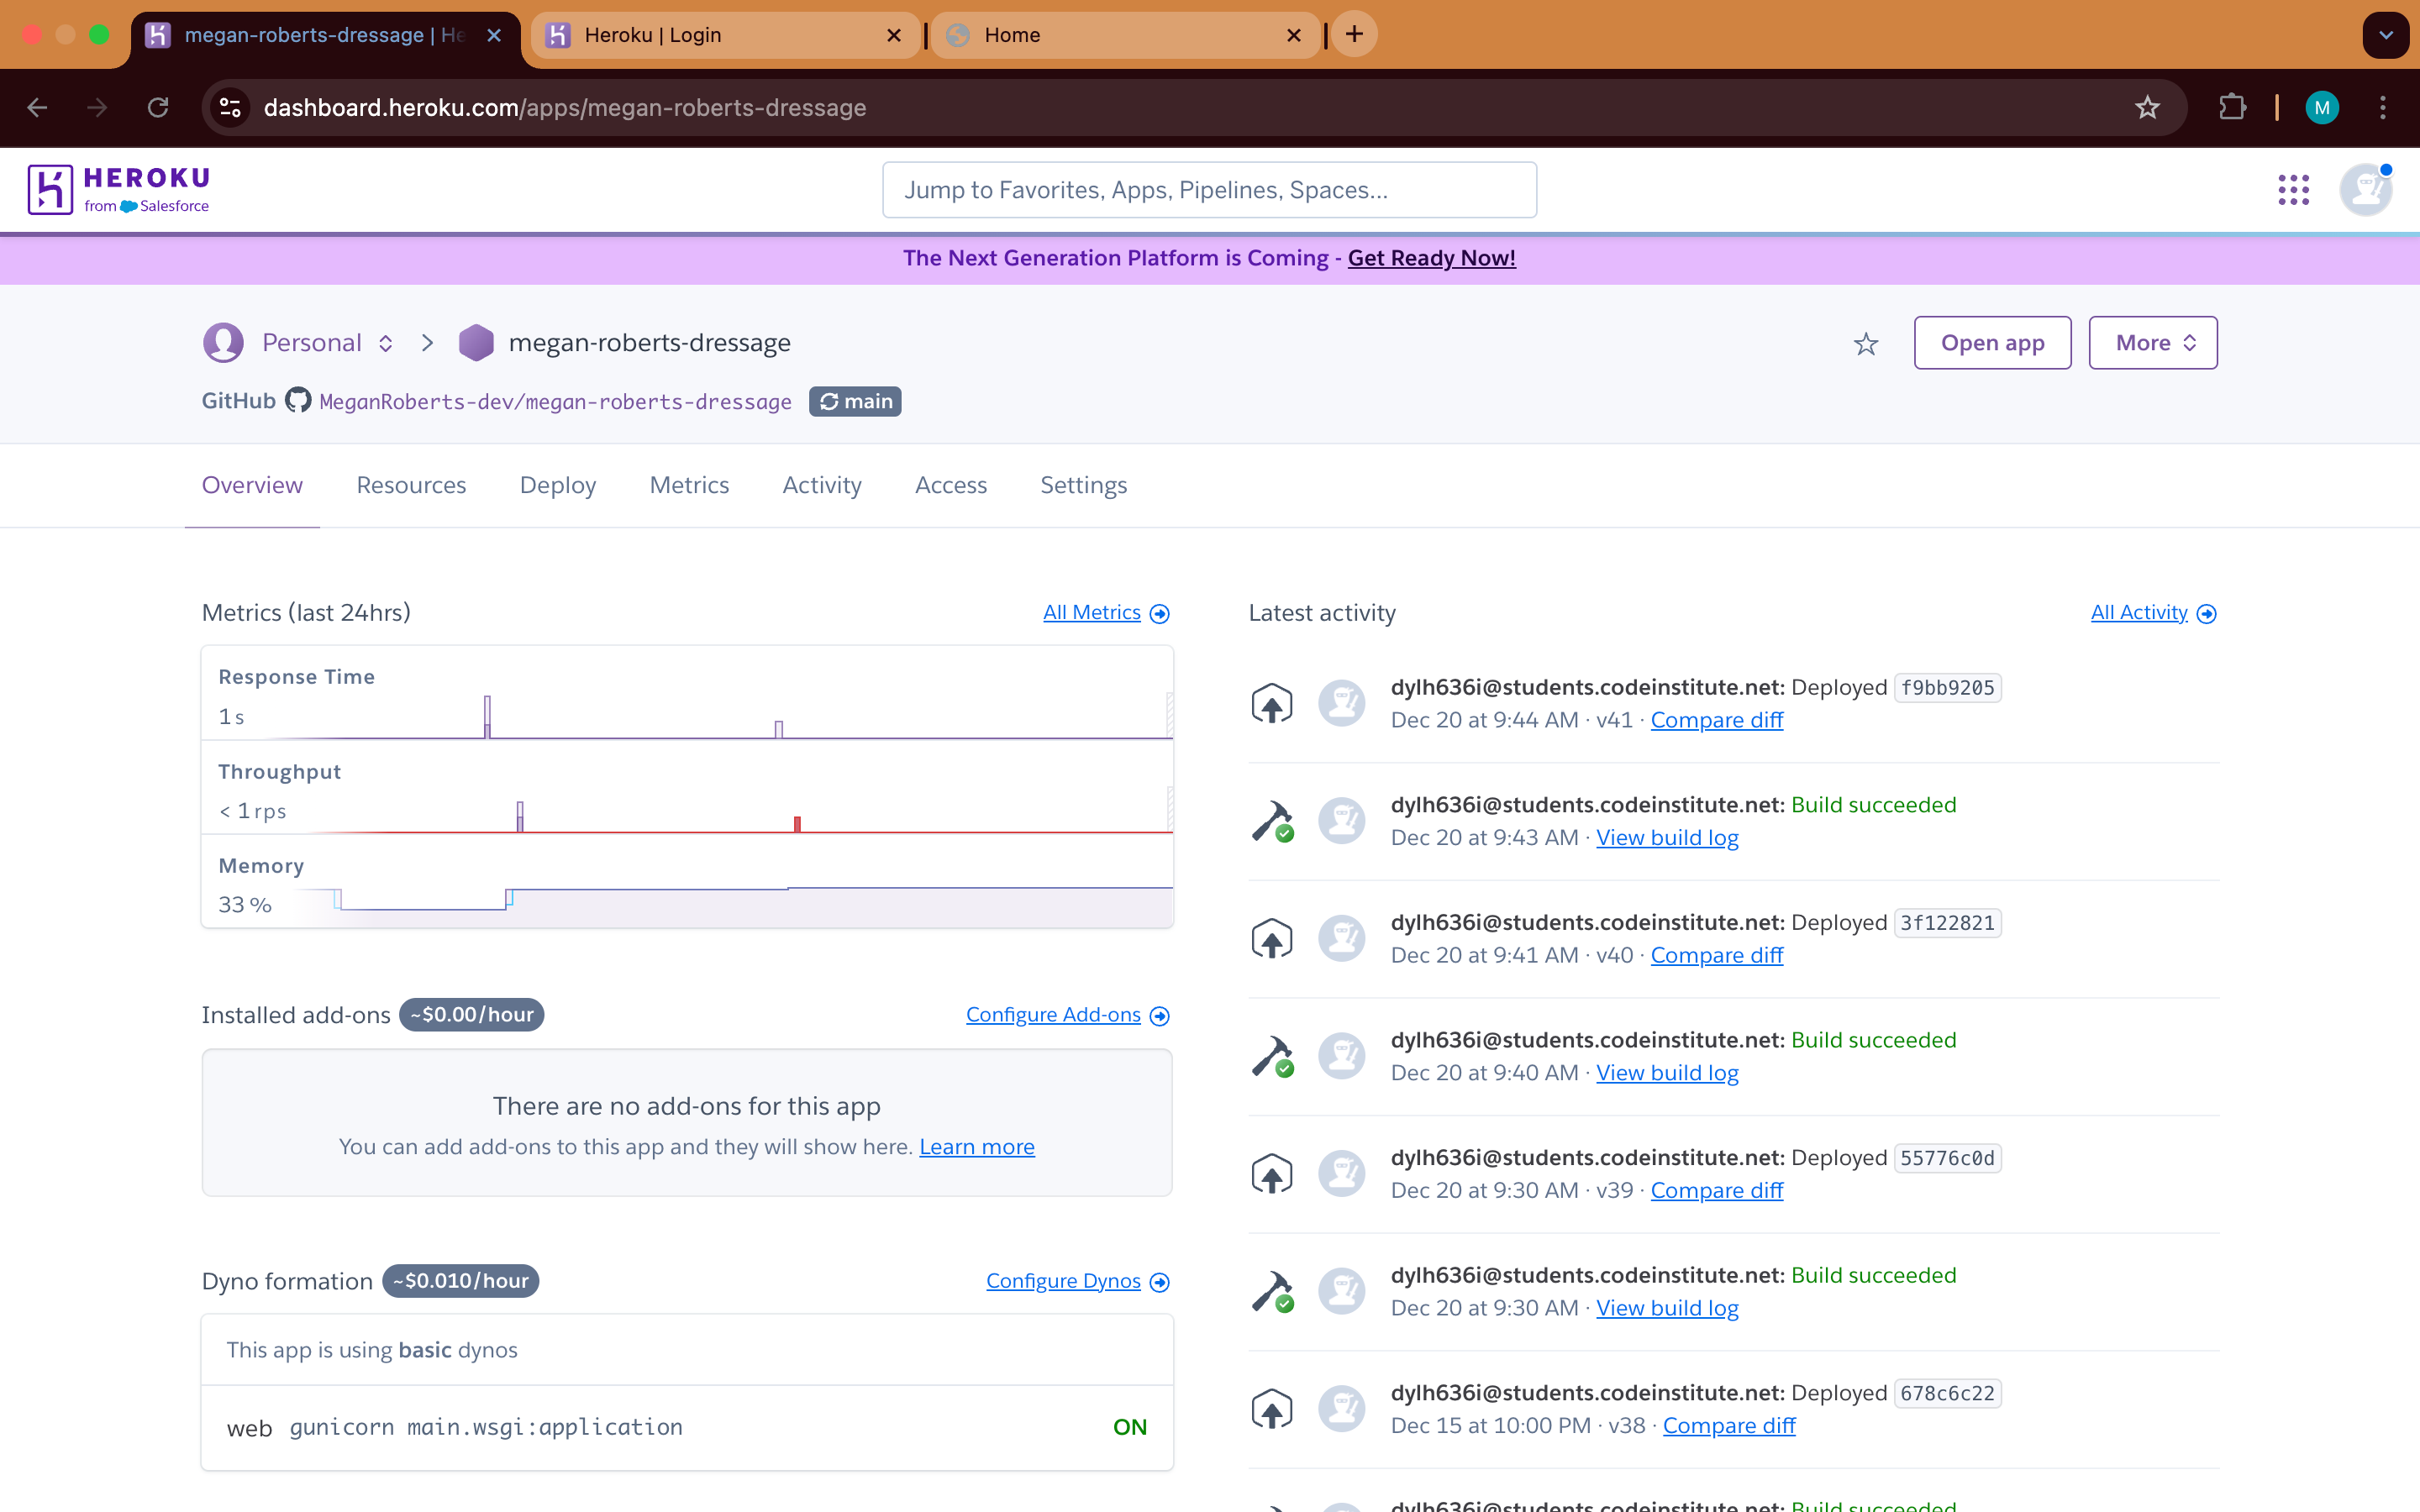 megan-roberts-dressage | He
Heroku | Login
Home
dashboard.heroku.com/apps/megan-roberts-dressage
M
HEROKU
from Salesforce
Jump to Favorites, Apps, Pipelines, Spaces...
The Next Generation Platform is Coming - Get Ready Now!
Personal
megan-roberts-dressage
Open app
More
GitHub MeganRoberts-dev/megan-roberts-dressage main
Overview
Resources
Deploy
Metrics
Activity
Access
Settings
Metrics (last 24hrs)
All Metrics
Response Time
1 s
Throughput
< 1 rps
Memory
33 %
Installed add-ons ~$0.00/hour
Configure Add-ons
There are no add-ons for this app
You can add add-ons to this app and they will show here. Learn more
Dyno formation ~$0.010/hour
Configure Dynos
This app is using basic dynos
web gunicorn main.wsgi:application
ON
Latest activity
All Activity
dylh636i@students.codeinstitute.net: Deployed f9bb9205
Dec 20 at 9:44 AM · v41 · Compare diff
dylh636i@students.codeinstitute.net: Build succeeded
Dec 20 at 9:43 AM · View build log
dylh636i@students.codeinstitute.net: Deployed 3f122821
Dec 20 at 9:41 AM · v40 · Compare diff
dylh636i@students.codeinstitute.net: Build succeeded
Dec 20 at 9:40 AM · View build log
dylh636i@students.codeinstitute.net: Deployed 55776c0d
Dec 20 at 9:30 AM · v39 · Compare diff
dylh636i@students.codeinstitute.net: Build succeeded
Dec 20 at 9:30 AM · View build log
dylh636i@students.codeinstitute.net: Deployed 678c6c22
Dec 15 at 10:00 PM · v38 · Compare diff
dylh636i@students.codeinstitute.net: Build succeeded